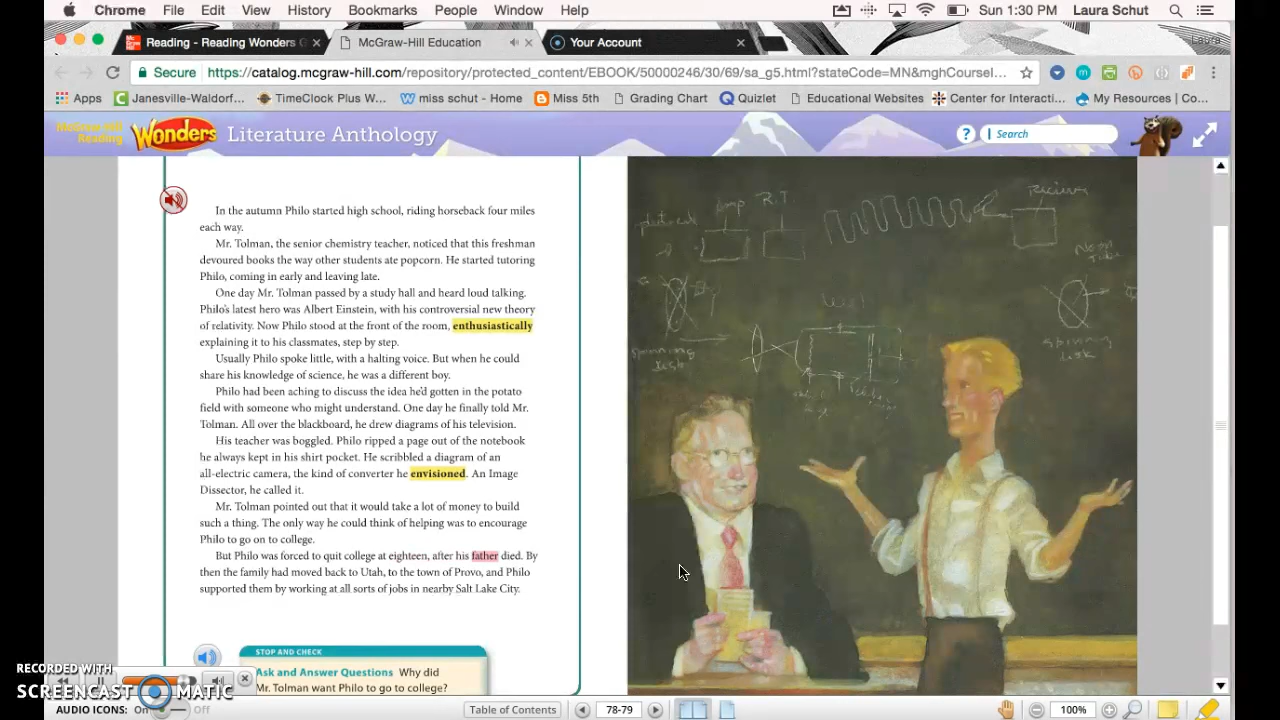 Chrome File Edit View History Bookmarks People Window Help Sun 1:30 PM Laura Schut
Reading - Reading Wonders McGraw-Hill Education Your Account Laura
Secure https://catalog.mcgraw-hill.com/repository/protected_content/EBOOK/50000246/30/69/sa_g5.html?stateCode=MN&mghCoursel...
Apps Janesville-Waldorf... TimeClock Plus W... miss schut - Home Miss 5th Grading Chart Quizlet Educational Websites Center for Interacti... My Resources | Co...
McGraw-Hill
Reading
Wonders Literature Anthology ? Search
In the autumn Philo started high school, riding horseback four miles
each way.
Mr. Tolman, the senior chemistry teacher, noticed that this freshman
devoured books the way other students ate popcorn. He started tutoring
Philo, coming in early and leaving late.
One day Mr. Tolman passed by a study hall and heard loud talking.
Philo's latest hero was Albert Einstein, with his controversial new theory
of relativity. Now Philo stood at the front of the room, enthusiastically
explaining it to his classmates, step by step.
Usually Philo spoke little, with a halting voice. But when he could
share his knowledge of science, he was a different boy.
Philo had been aching to discuss the idea he'd gotten in the potato
field with someone who might understand. One day he finally told Mr.
Tolman. All over the blackboard, he drew diagrams of his television.
His teacher was boggled. Philo ripped a page out of the notebook
he always kept in his shirt pocket. He scribbled a diagram of an
all-electric camera, the kind of converter he envisioned. An Image
Dissector, he called it.
Mr. Tolman pointed out that it would take a lot of money to build
such a thing. The only way he could think of helping was to encourage
Philo to go on to college.
But Philo was forced to quit college at eighteen, after his father died. By
then the family had moved back to Utah, to the town of Provo, and Philo
supported them by working at all sorts of jobs in nearby Salt Lake City.
STOP AND CHECK
Ask and Answer Questions Why did
Mr. Tolman want Philo to go to college?
R.T.
spinning
disk
RECORDED WITH
SCREENCAST MATIC
AUDIO ICONS: On Off Table of Contents 78-79 100%